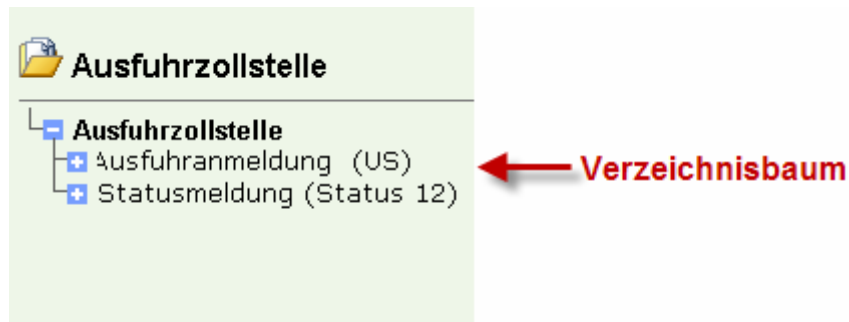 Ausfuhrzollstelle
Ausfuhrzollstelle
Ausfuhranmeldung (US)
Verzeichnisbaum
Statusmeldung (Status 12)